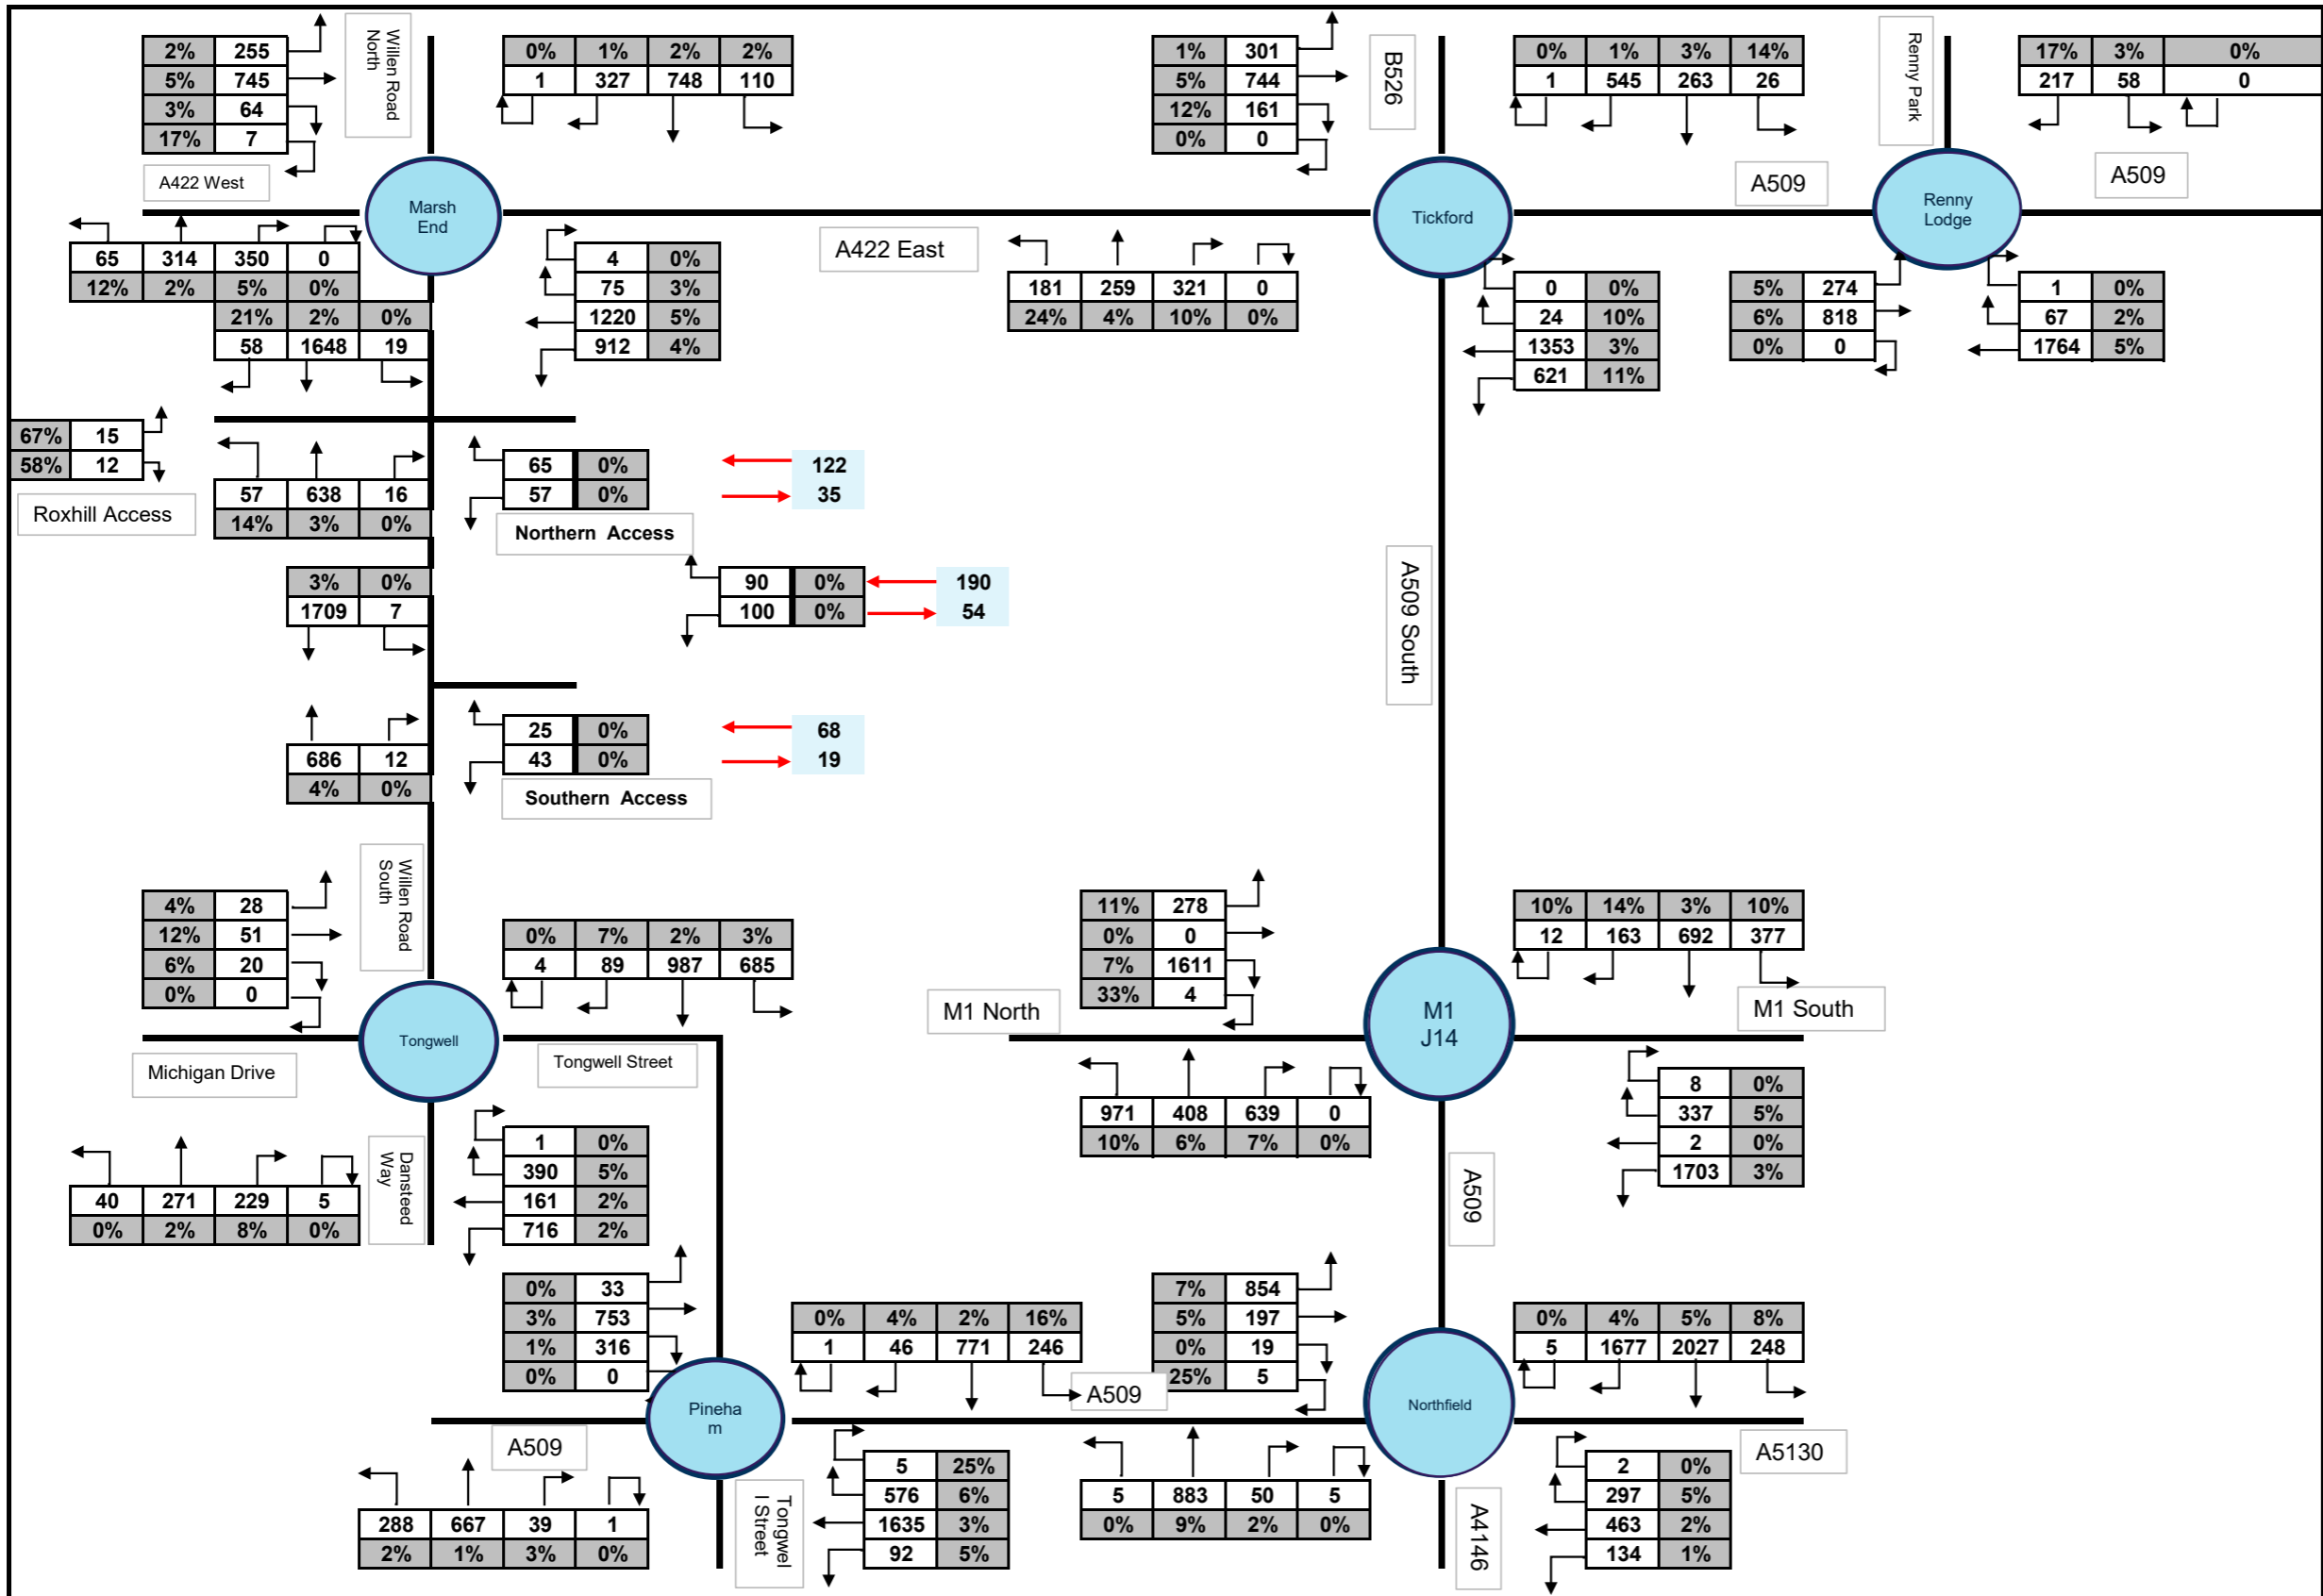 2% 255
5% 745
3% 64
17% 7
Willen Road
North
0% 1% 2% 2%
1 327 748 110
1% 301
5% 744
12% 161
0% 0
B526
0% 1% 3% 14%
1 545 263 26
Renny Park
17% 3% 0%
217 58 0
A422 West
Marsh
End
Tickford
A509
Renny
Lodge
A509
65 314 350 0
12% 2% 5% 0%
21% 2% 0%
58 1648 19
4 0%
75 3%
1220 5%
912 4%
A422 East
181 259 321 0
24% 4% 10% 0%
0 0%
24 10%
1353 3%
621 11%
5% 274
6% 818
0% 0
1 0%
67 2%
1764 5%
67% 15
58% 12
Roxhill Access
57 638 16
14% 3% 0%
65 0%
57 0%
122
35
Northern Access
3% 0%
1709 7
90 0%
100 0%
190
54
A509 South
686 12
4% 0%
25 0%
43 0%
68
19
Southern Access
4% 28
12% 51
6% 20
0% 0
Willen Road
South
0% 7% 2% 3%
4 89 987 685
11% 278
0% 0
7% 1611
33% 4
10% 14% 3% 10%
12 163 692 377
M1 North
M1
J14
M1 South
Michigan Drive
Tongwell
Tongwell Street
971 408 639 0
10% 6% 7% 0%
8 0%
337 5%
2 0%
1703 3%
40 271 229 5
0% 2% 8% 0%
Dansteed
Way
1 0%
390 5%
161 2%
716 2%
A509
0% 33
3% 753
1% 316
0% 0
0% 4% 2% 16%
1 46 771 246
7% 854
5% 197
0% 19
25% 5
A509
0% 4% 5% 8%
5 1677 2027 248
Pineha
m
Northfield
A509
A5130
288 667 39 1
2% 1% 3% 0%
Tongwel
l Street
5 25%
576 6%
1635 3%
92 5%
5 883 50 5
0% 9% 2% 0%
A4146
2 0%
297 5%
463 2%
134 1%